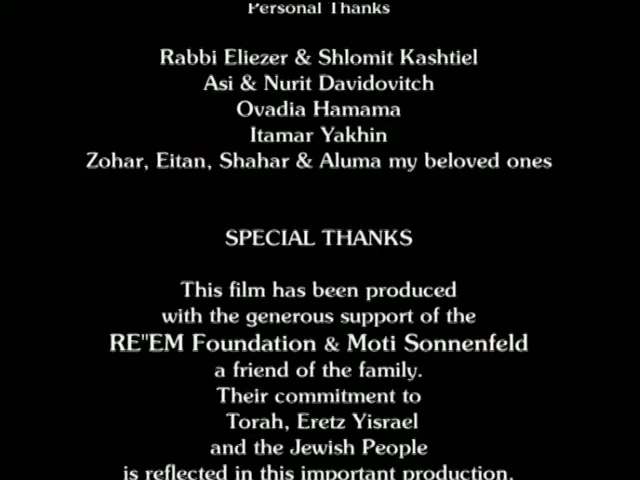 Personal Thanks
Rabbi Eliezer & Shlomit Kashtiel
Asi & Nurit Davidovitch
Ovadia Hamama
Itamar Yakhin
Zohar, Eitan, Shahar & Aluma my beloved ones
SPECIAL THANKS
This film has been produced
with the generous support of the
RE"EM Foundation & Moti Sonnenfeld
a friend of the family.
Their commitment to
Torah, Eretz Yisrael
and the Jewish People
is reflected in this important production.